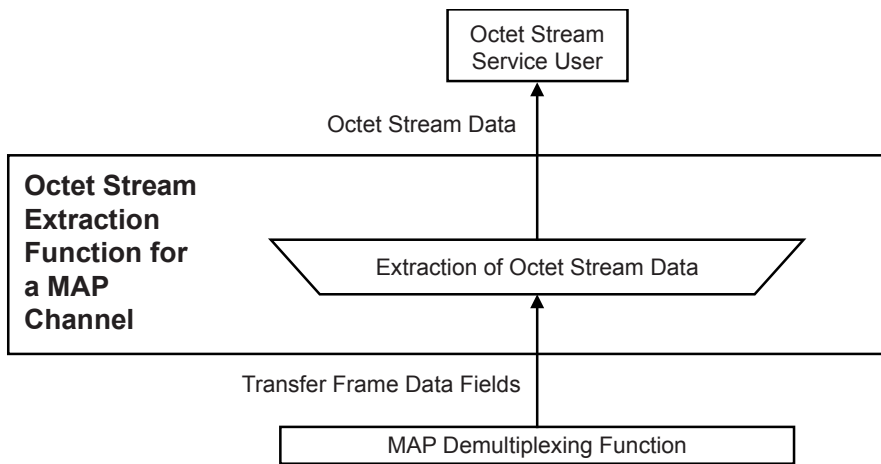 Octet Stream
Service User
Octet Stream Data
Octet Stream
Extraction
Function for
a MAP
Channel
Extraction of Octet Stream Data
Transfer Frame Data Fields
MAP Demultiplexing Function